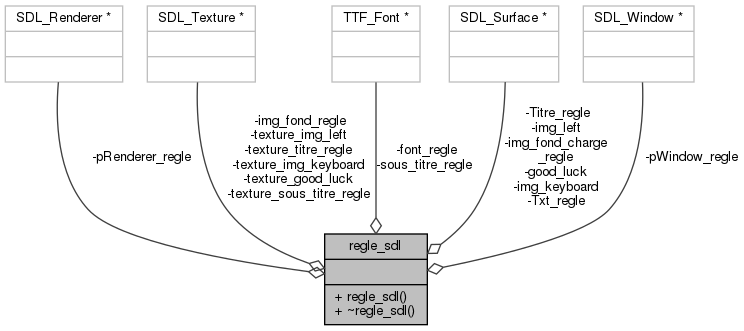 SDL_Renderer *
SDL_Texture *
TTF_Font *
SDL_Surface *
SDL_Window *
-pRenderer_regle
-img_fond_regle
-texture_img_left
-texture_titre_regle
-texture_img_keyboard
-texture_good_luck
-texture_sous_titre_regle
-font_regle
-sous_titre_regle
-Titre_regle
-img_left
-img_fond_charge
_regle
-good_luck
-img_keyboard
-Txt_regle
-pWindow_regle
regle_sdl
+ regle_sdl()
+ ~regle_sdl()